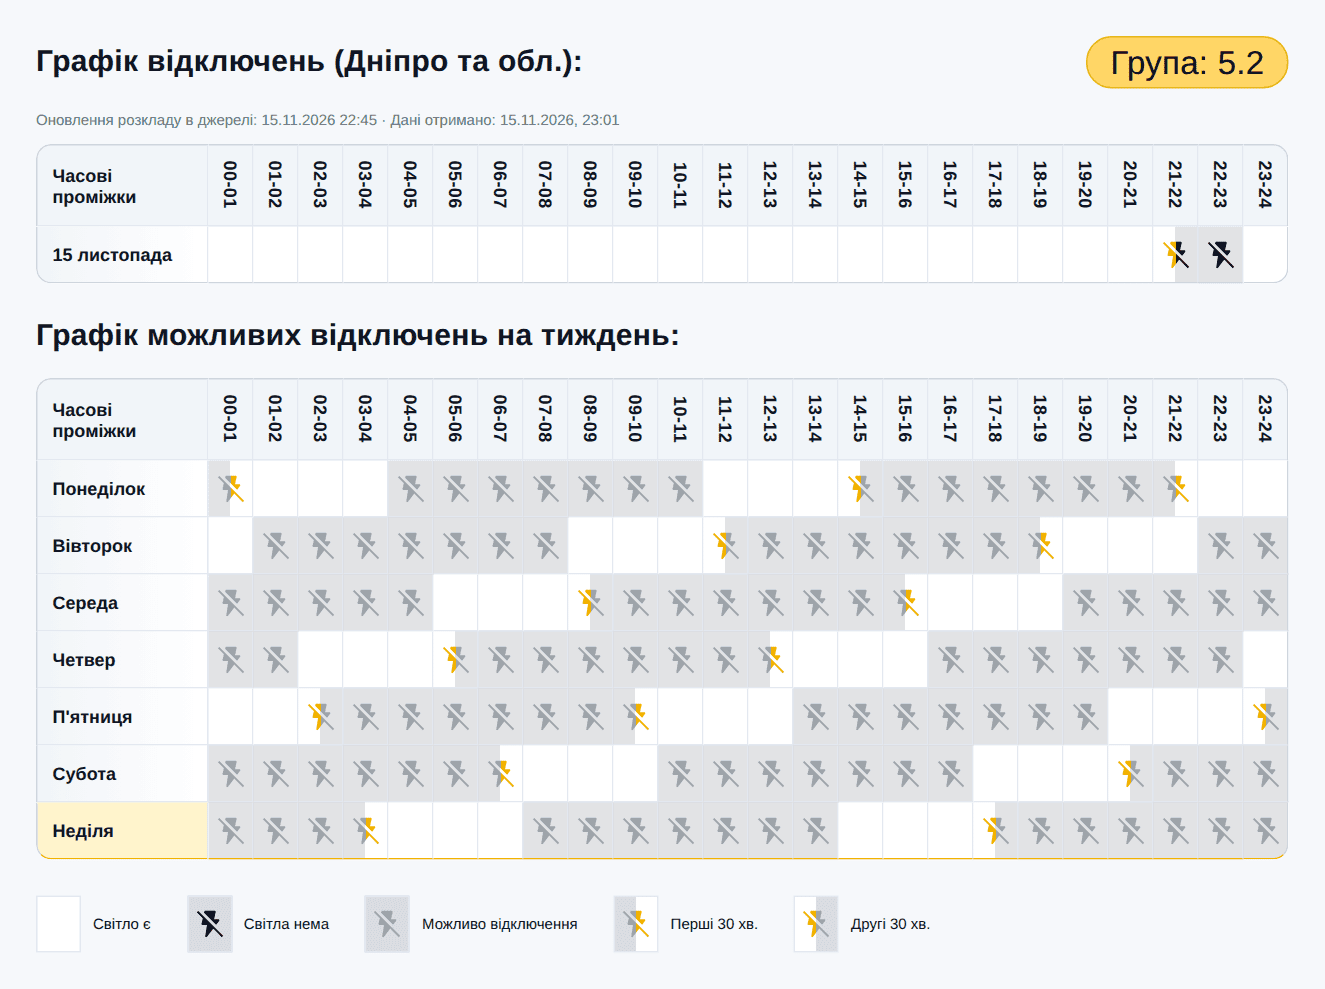 Графік відключень (Дніпро та обл.):
Група: 5.2
Оновлення розкладу в джерелі: 15.11.2026 22:45 · Дані отримано: 15.11.2026, 23:01
Часові
проміжки
00-01 01-02 02-03 03-04 04-05 05-06 06-07 07-08 08-09 09-10 10-11 11-12 12-13 13-14 14-15 15-16 16-17 17-18 18-19 19-20 20-21 21-22 22-23 23-24
15 листопада
Графік можливих відключень на тиждень:
Часові
проміжки
00-01 01-02 02-03 03-04 04-05 05-06 06-07 07-08 08-09 09-10 10-11 11-12 12-13 13-14 14-15 15-16 16-17 17-18 18-19 19-20 20-21 21-22 22-23 23-24
Понеділок
Вівторок
Середа
Четвер
П'ятниця
Субота
Неділя
Світло є
Світла нема
Можливо відключення
Перші 30 хв.
Другі 30 хв.